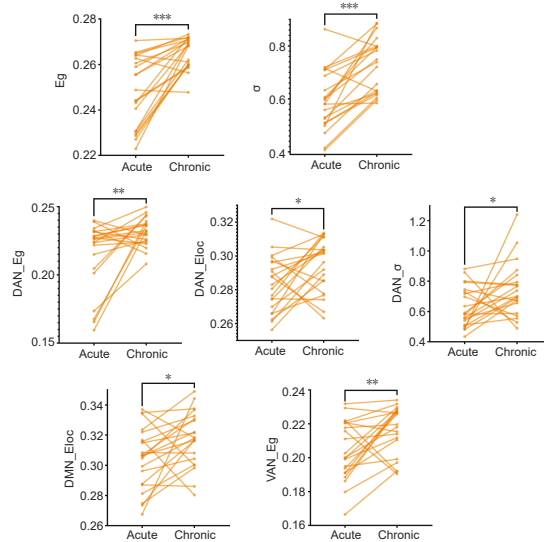 ***
0.28
0.26
0.24
0.22
Eg
Acute Chronic
***
1.0
0.8
0.6
0.4
σ
Acute Chronic
**
0.25
0.20
0.15
DAN_Eg
Acute Chronic
*
0.32
0.30
0.28
0.26
DAN_Eloc
Acute Chronic
*
1.2
1.0
0.8
0.6
0.4
DAN_σ
Acute Chronic
*
0.34
0.32
0.30
0.28
0.26
DMN_Eloc
Acute Chronic
**
0.24
0.22
0.20
0.18
0.16
VAN_Eg
Acute Chronic